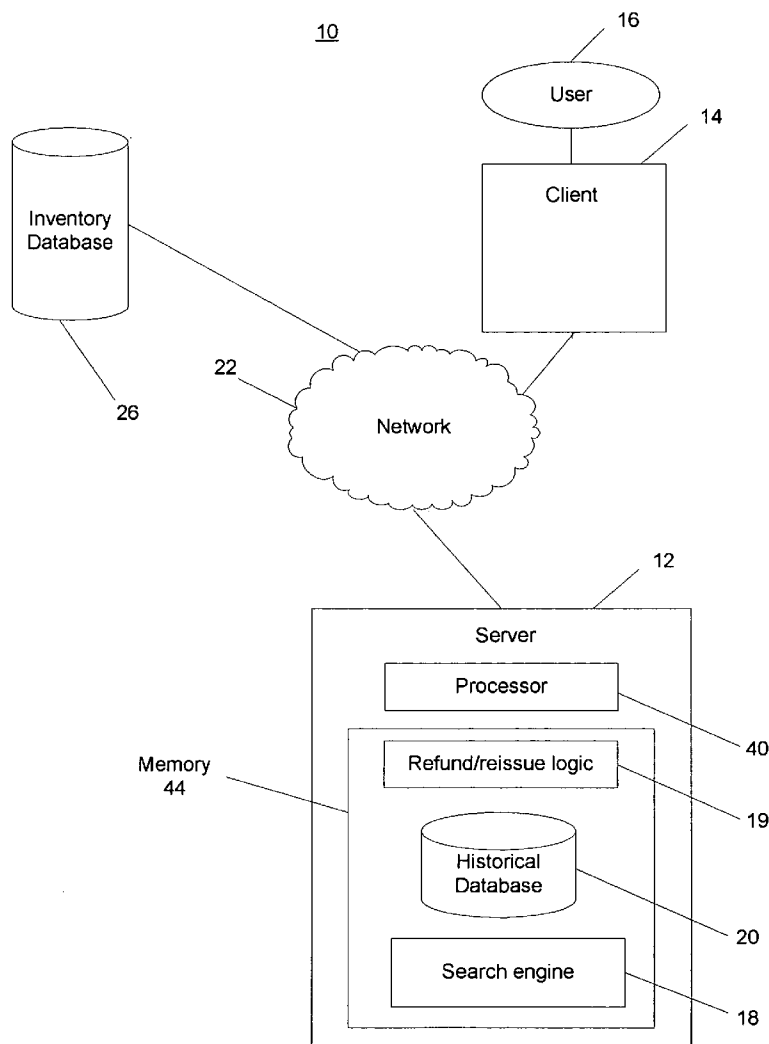 10
16
User
14
Client
Inventory
Database
22
26
Network
12
Server
Processor
40
Memory
44
Refund/reissue logic
19
Historical
Database
20
Search engine
18